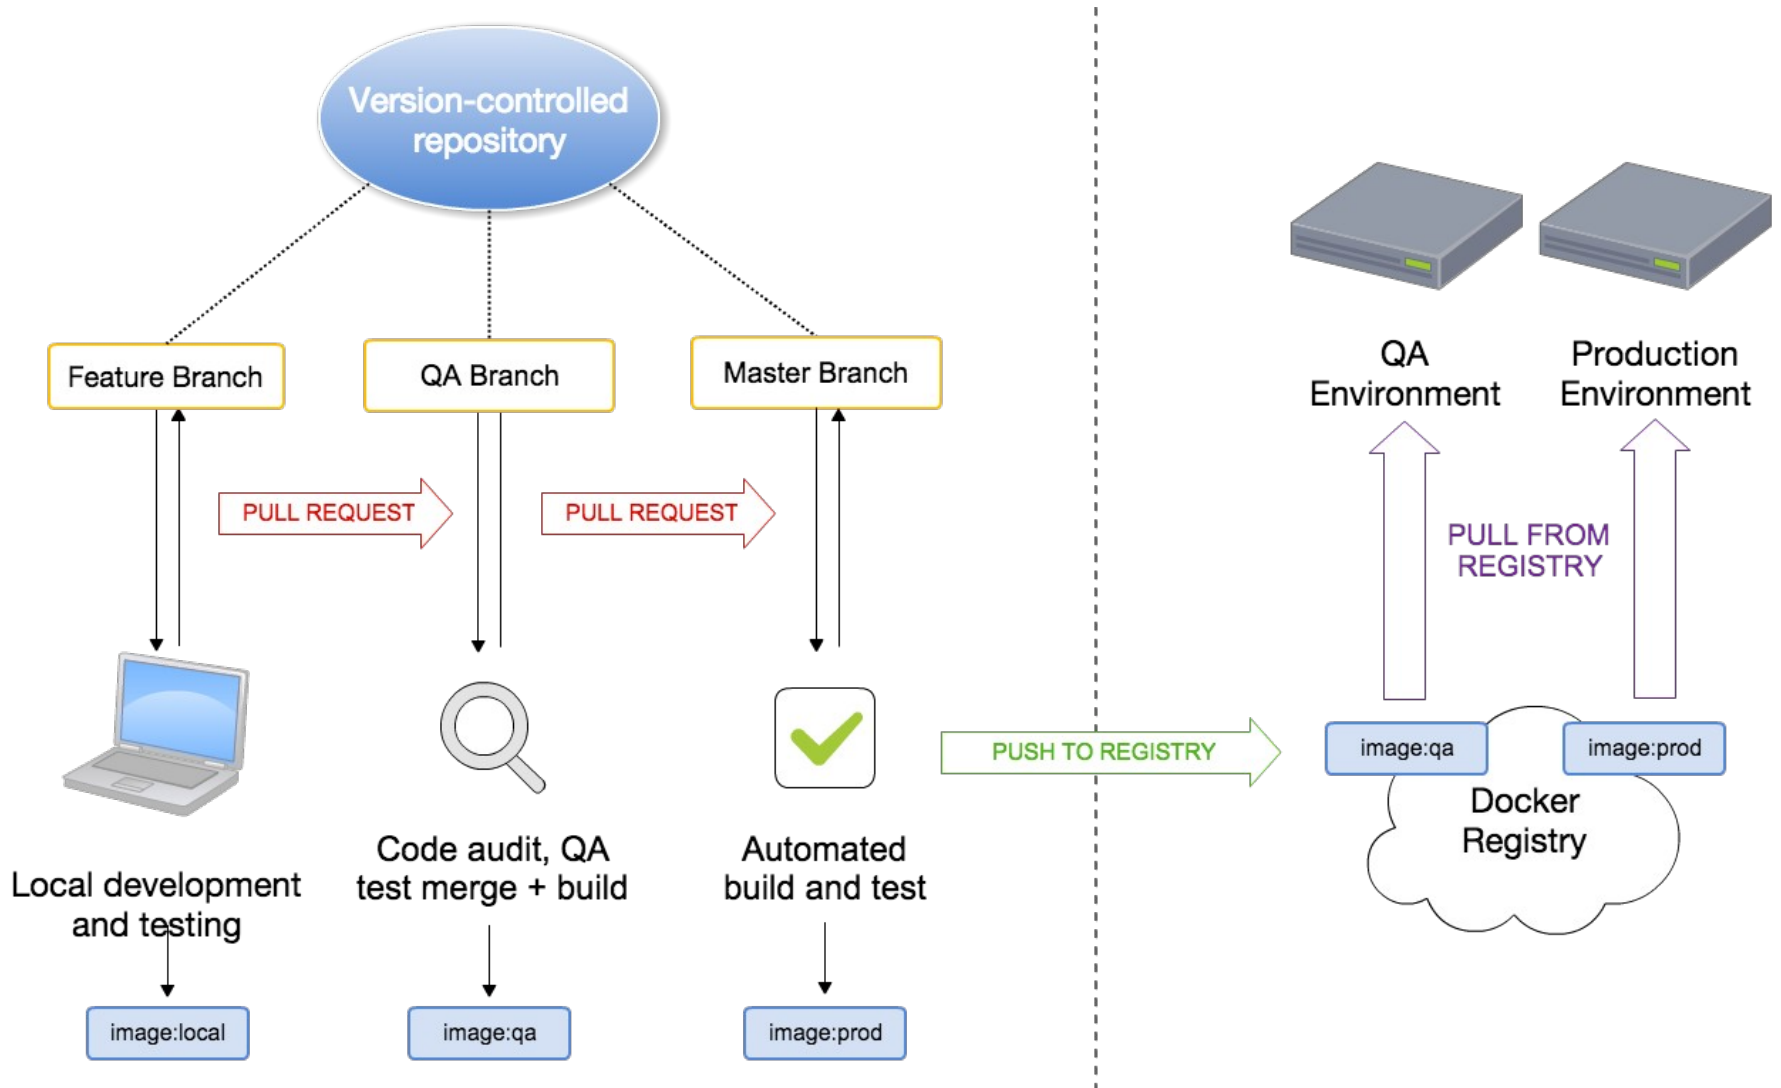 Version-controlled
repository
Feature Branch
QA Branch
Master Branch
PULL REQUEST
PULL REQUEST
Local development
and testing
Code audit, QA
test merge + build
Automated
build and test
image:local
image:qa
image:prod
PUSH TO REGISTRY
QA
Environment
Production
Environment
PULL FROM
REGISTRY
image:qa
image:prod
Docker
Registry